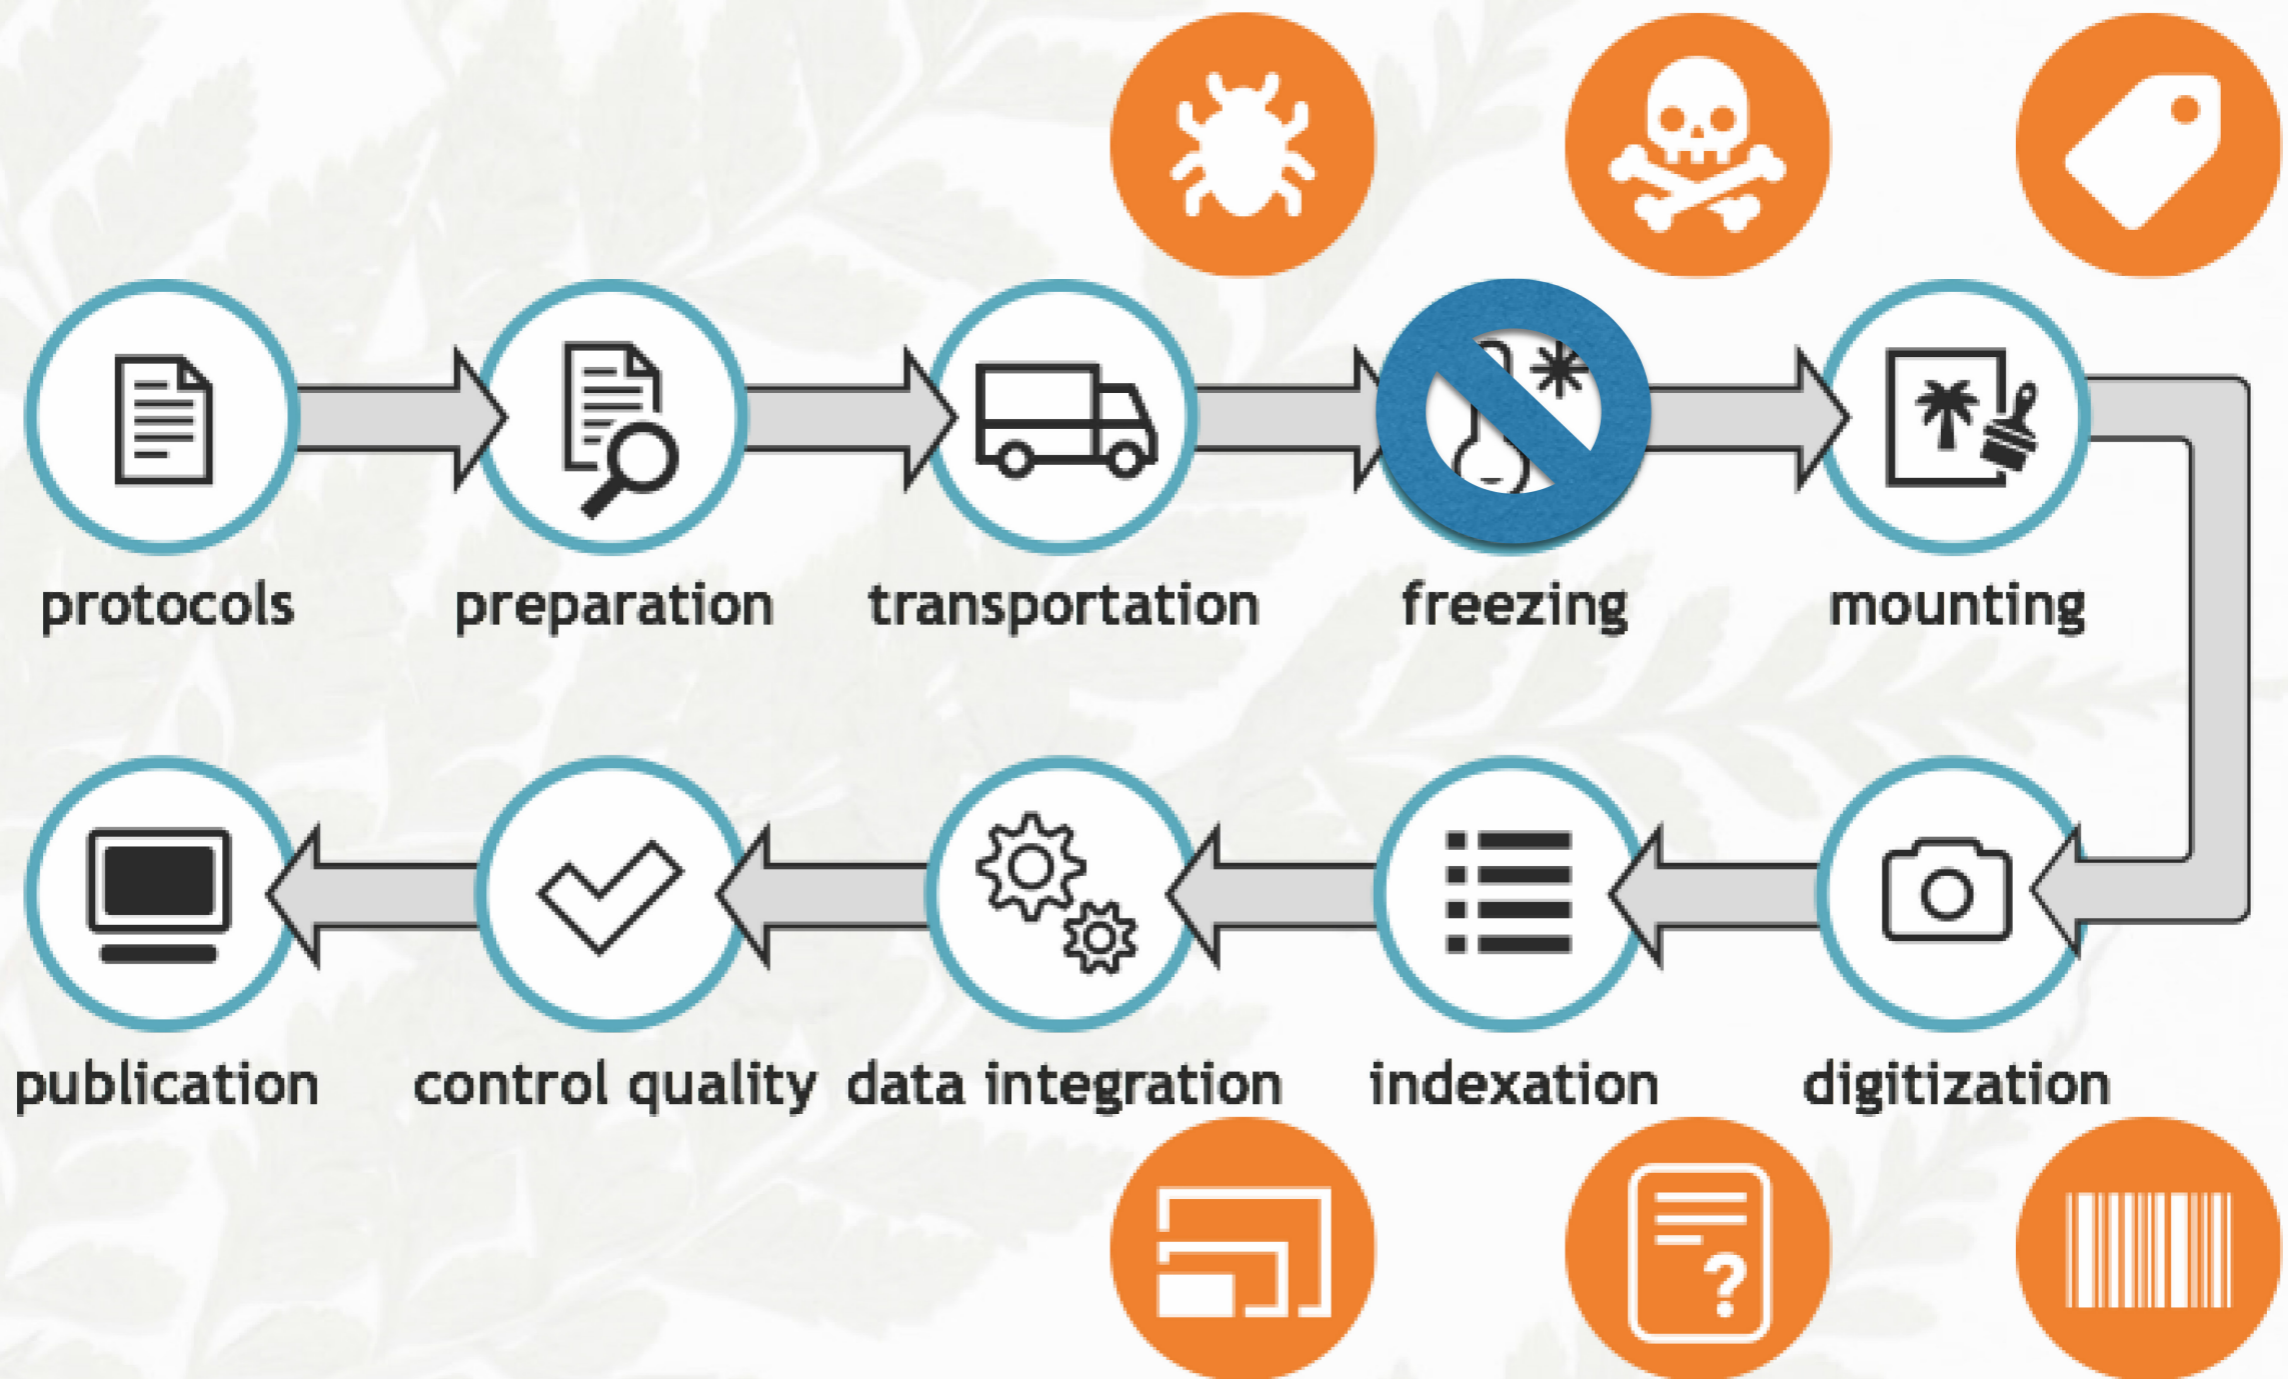 protocols
preparation
transportation
freezing
mounting
publication
control quality
data integration
indexation
digitization
?